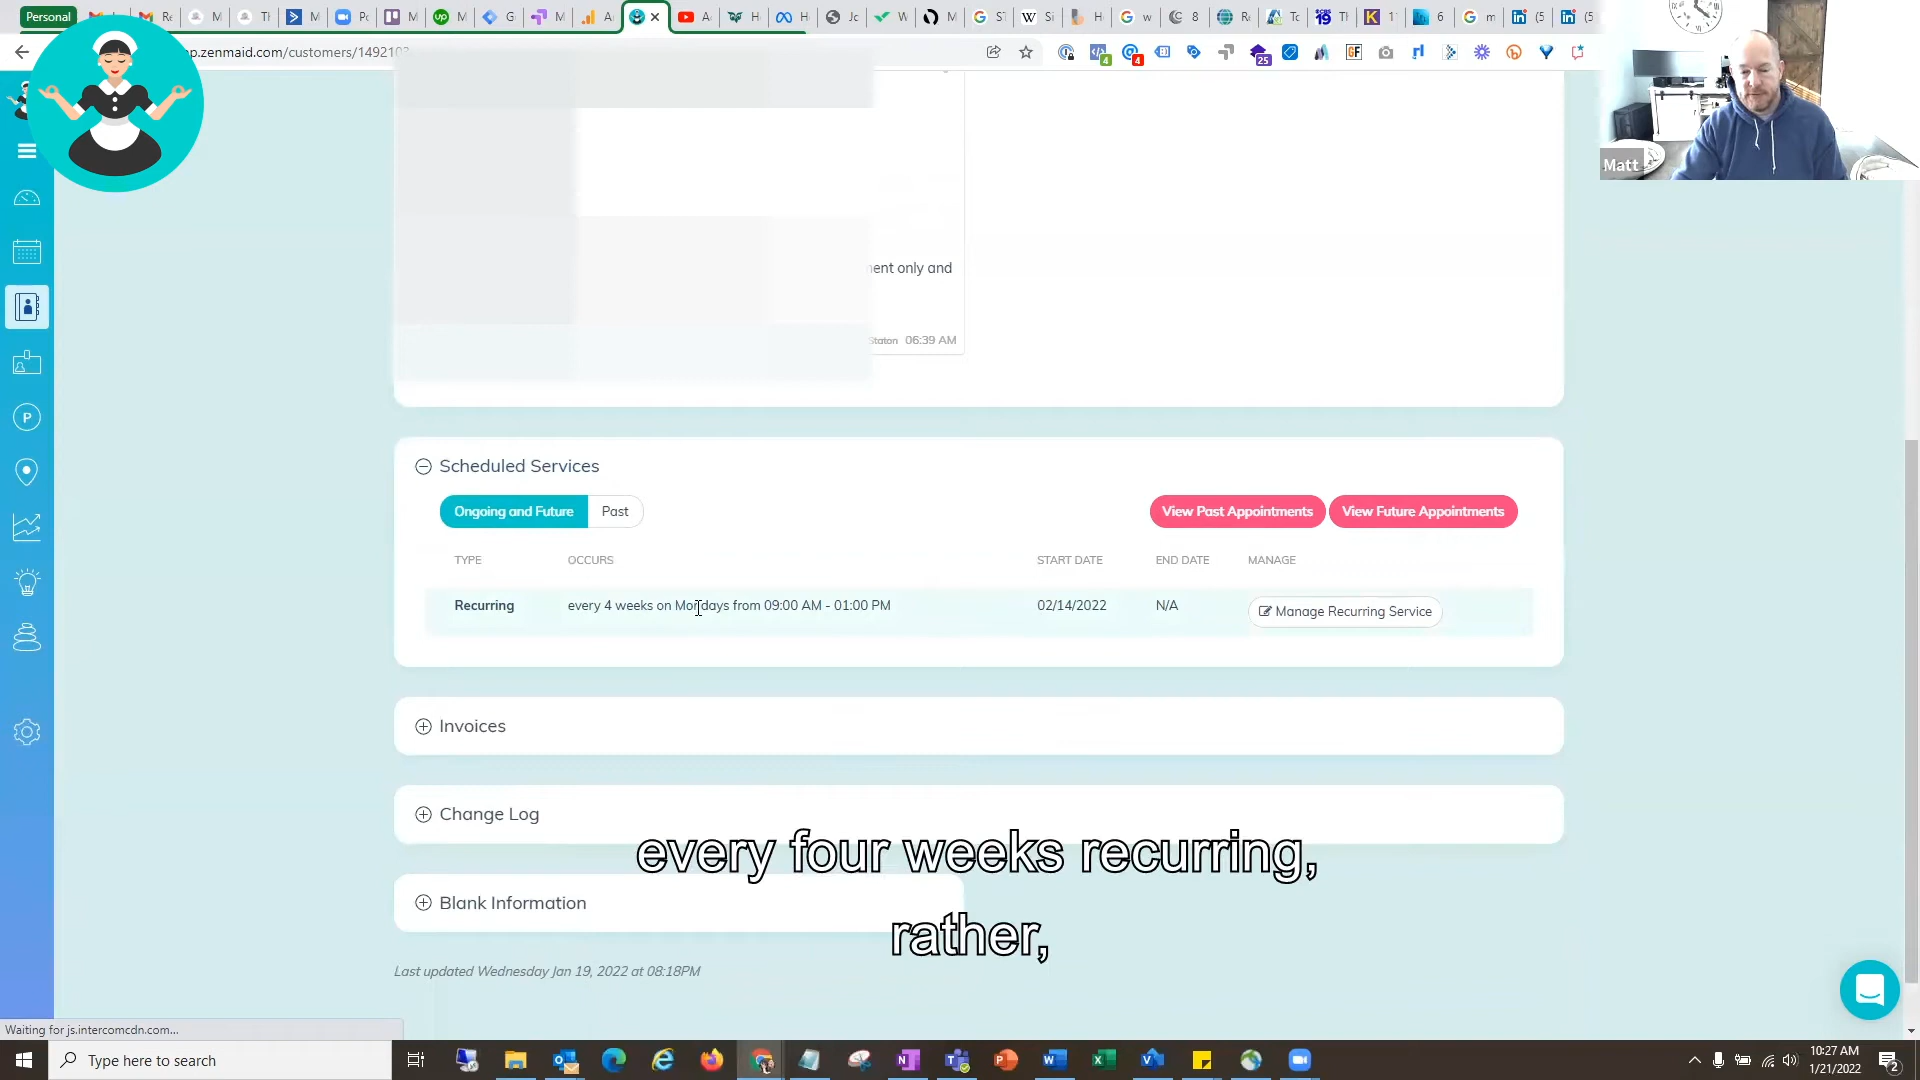 Personal
p.zenmaid.com/customers/149210
Matt
nent only and
Staton 06:39 AM
Scheduled Services
Ongoing and Future
Past
View Past Appointments
View Future Appointments
TYPE
OCCURS
START DATE
END DATE
MANAGE
Recurring
every 4 weeks on Mondays from 09:00 AM - 01:00 PM
02/14/2022
N/A
Manage Recurring Service
Invoices
Change Log
every four weeks recurring,
rather,
Blank Information
Last updated Wednesday Jan 19, 2022 at 08:18PM
Waiting for js.intercomcdn.com...
Type here to search
10:27 AM
1/21/2022